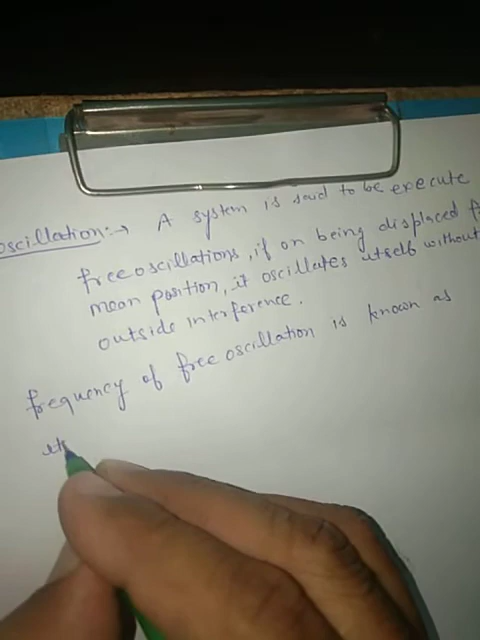 oscillation:→ A system is said to be execute
free oscillations, if on being displaced
mean position, it oscillates itself without
outside interference.
frequency of free oscillation is known as
its